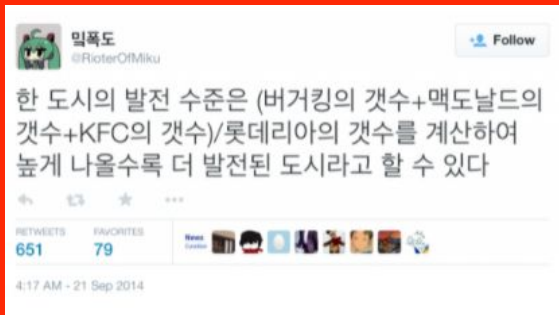 밐폭도
@RioterOfMiku
Follow
한 도시의 발전 수준은 (버거킹의 갯수+맥도날드의
갯수+KFC의 갯수)/롯데리아의 갯수를 계산하여
높게 나올수록 더 발전된 도시라고 할 수 있다
RETWEETS
FAVORITES
651
79
4:17 AM - 21 Sep 2014